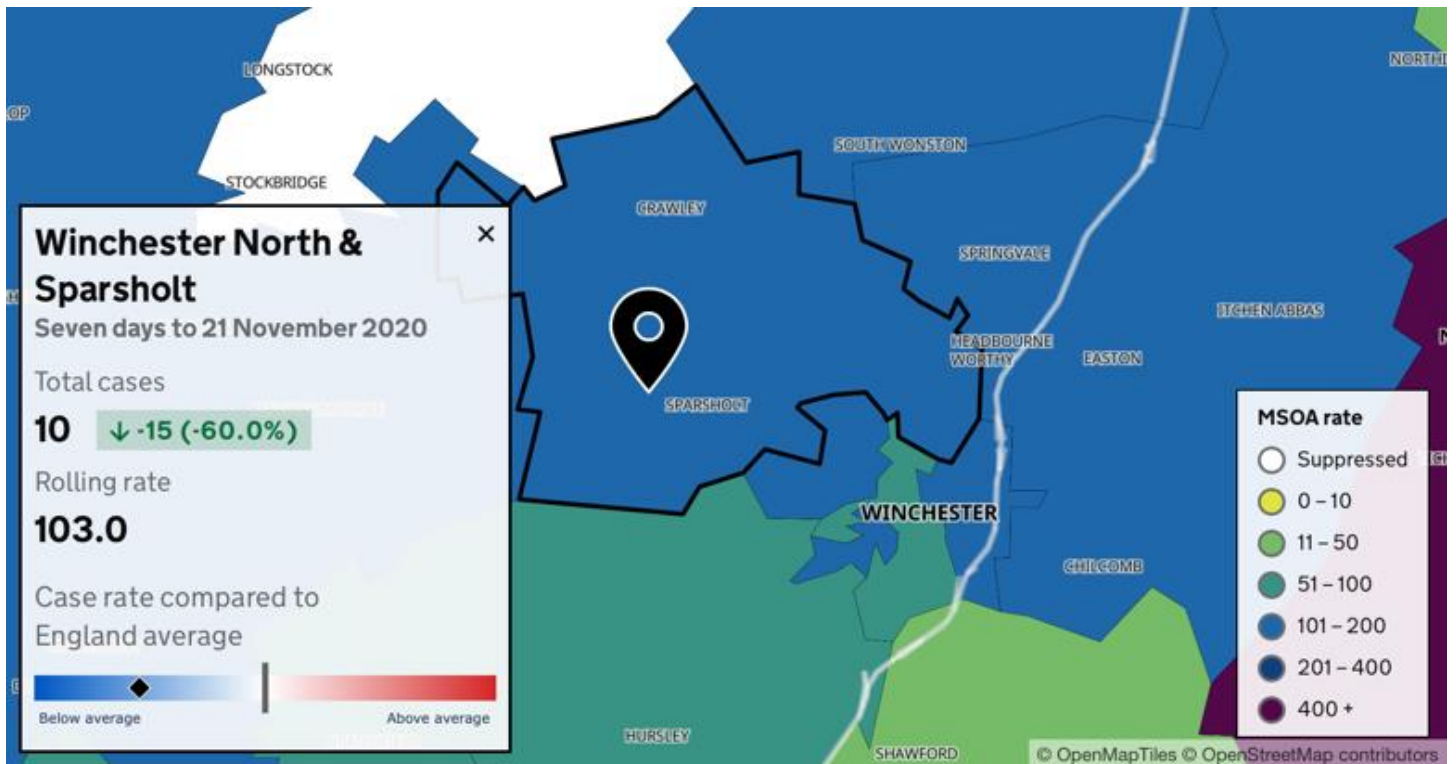 LONGSTOCK
NORTHI
OP
SOUTH WONSTON
STOCKBRIDGE
CRAWLEY
Winchester North &
Sparsholt
×
Seven days to 21 November 2020
Total cases
10 ↓ -15 (-60.0%)
Rolling rate
103.0
Case rate compared to
England average
Below average
Above average
SPRINGVALE
ITCHEN ABBAS
HEADBOURNE
WORTHY
EASTON
SPARSHOLT
WINCHESTER
CHILCOMB
HURSLEY
SHAWFORD
MSOA rate
Suppressed
0 – 10
11 – 50
51 – 100
101 – 200
201 – 400
400 +
© OpenMapTiles © OpenStreetMap contributors